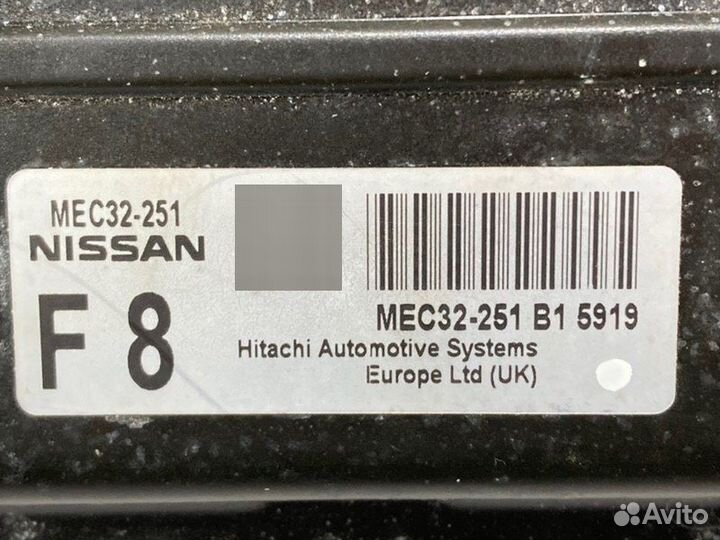 MEC32-251
NISSAN
F 8
MEC32-251 B1 5919
Hitachi Automotive Systems
Europe Ltd (UK)
Avito